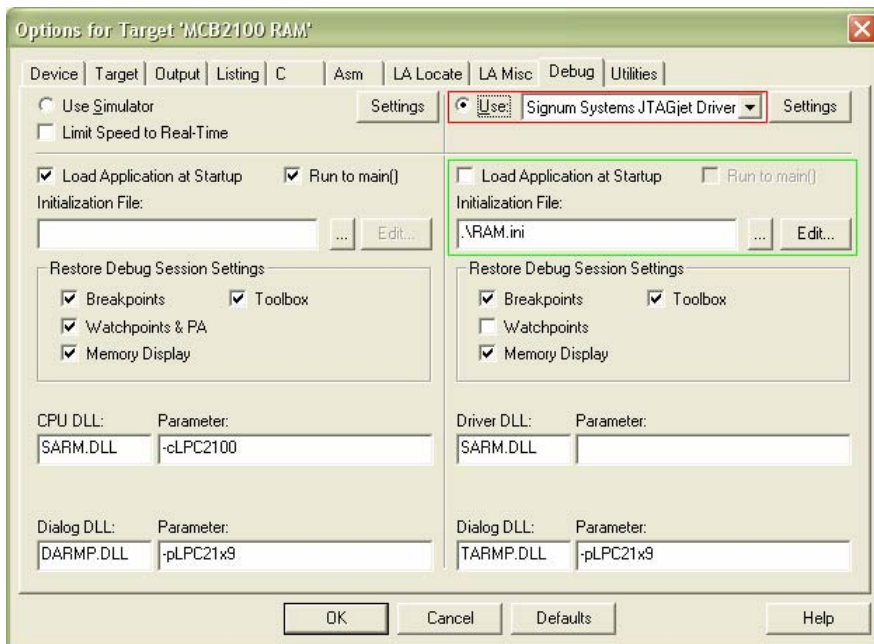 Options for Target 'MCB2100 RAM'
Device Target Output Listing C Asm LA Locate LA Misc Debug Utilities
Use Simulator Settings
Limit Speed to Real-Time
Use: Signum Systems JTAGjet Driver Settings
Load Application at Startup Run to main()
Initialization File:
... Edit...
Load Application at Startup Run to main()
Initialization File:
.\RAM.ini ... Edit...
Restore Debug Session Settings
Breakpoints Toolbox
Watchpoints & PA
Memory Display
Restore Debug Session Settings
Breakpoints Toolbox
Watchpoints
Memory Display
CPU DLL: Parameter:
SARM.DLL -cLPC2100
Driver DLL: Parameter:
SARM.DLL
Dialog DLL: Parameter:
DARMP.DLL -pLPC21x9
Dialog DLL: Parameter:
TARMP.DLL -pLPC21x9
OK Cancel Defaults Help